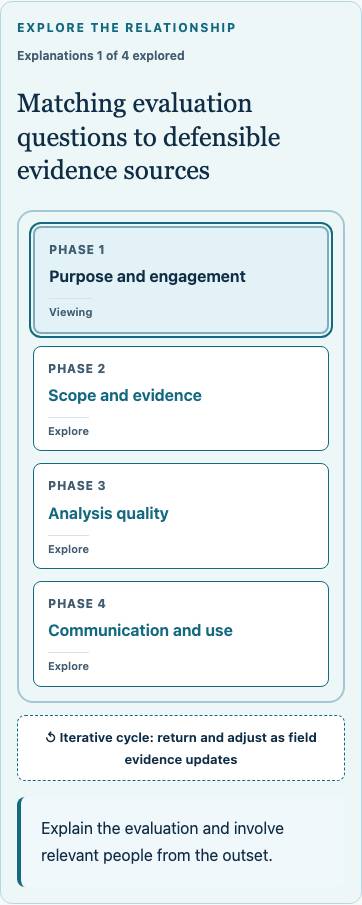 EXPLORE THE RELATIONSHIP
Explanations 1 of 4 explored
Matching evaluation
questions to defensible
evidence sources
PHASE 1
Purpose and engagement
Viewing
PHASE 2
Scope and evidence
Explore
PHASE 3
Analysis quality
Explore
PHASE 4
Communication and use
Explore
↺ Iterative cycle: return and adjust as field
evidence updates
Explain the evaluation and involve
relevant people from the outset.